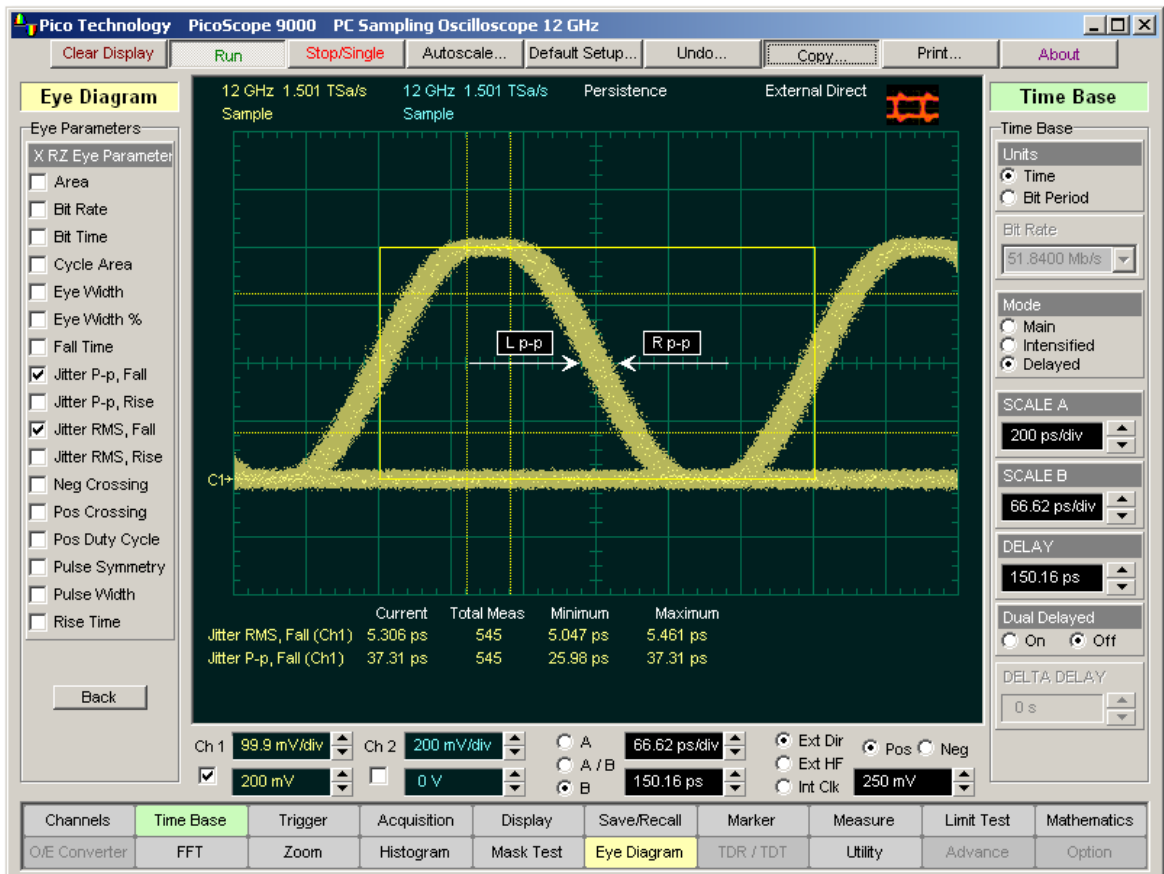 Pico Technology PicoScope 9000 PC Sampling Oscilloscope 12 GHz
Clear Display Run Stop/Single Autoscale... Default Setup... Undo... Copy... Print... About
Eye Diagram
Eye Parameters
X RZ Eye Parameter
Area
Bit Rate
Bit Time
Cycle Area
Eye Width
Eye Width %
Fall Time
Jitter P-p, Fall
Jitter P-p, Rise
Jitter RMS, Fall
Jitter RMS, Rise
Neg Crossing
Pos Crossing
Pos Duty Cycle
Pulse Symmetry
Pulse Width
Rise Time
Back
12 GHz 1.501 TSa/s 12 GHz 1.501 TSa/s Persistence External Direct
Sample Sample
L p-p R p-p
C1
Current Total Meas Minimum Maximum
Jitter RMS, Fall (Ch1) 5.306 ps 545 5.047 ps 5.461 ps
Jitter P-p, Fall (Ch1) 37.31 ps 545 25.98 ps 37.31 ps
Time Base
Time Base
Units
Time
Bit Period
Bit Rate
51.8400 Mb/s
Mode
Main
Intensified
Delayed
SCALE A
200 ps/div
SCALE B
66.62 ps/div
DELAY
150.16 ps
Dual Delayed
On Off
DELTA DELAY
0 s
Ch 1 99.9 mV/div Ch 2 200 mV/div A 66.62 ps/div Ext Dir Pos Neg
A / B Ext HF
200 mV 0 V B 150.16 ps Int Clk 250 mV
Channels Time Base Trigger Acquisition Display Save/Recall Marker Measure Limit Test Mathematics
O/E Converter FFT Zoom Histogram Mask Test Eye Diagram TDR / TDT Utility Advance Option